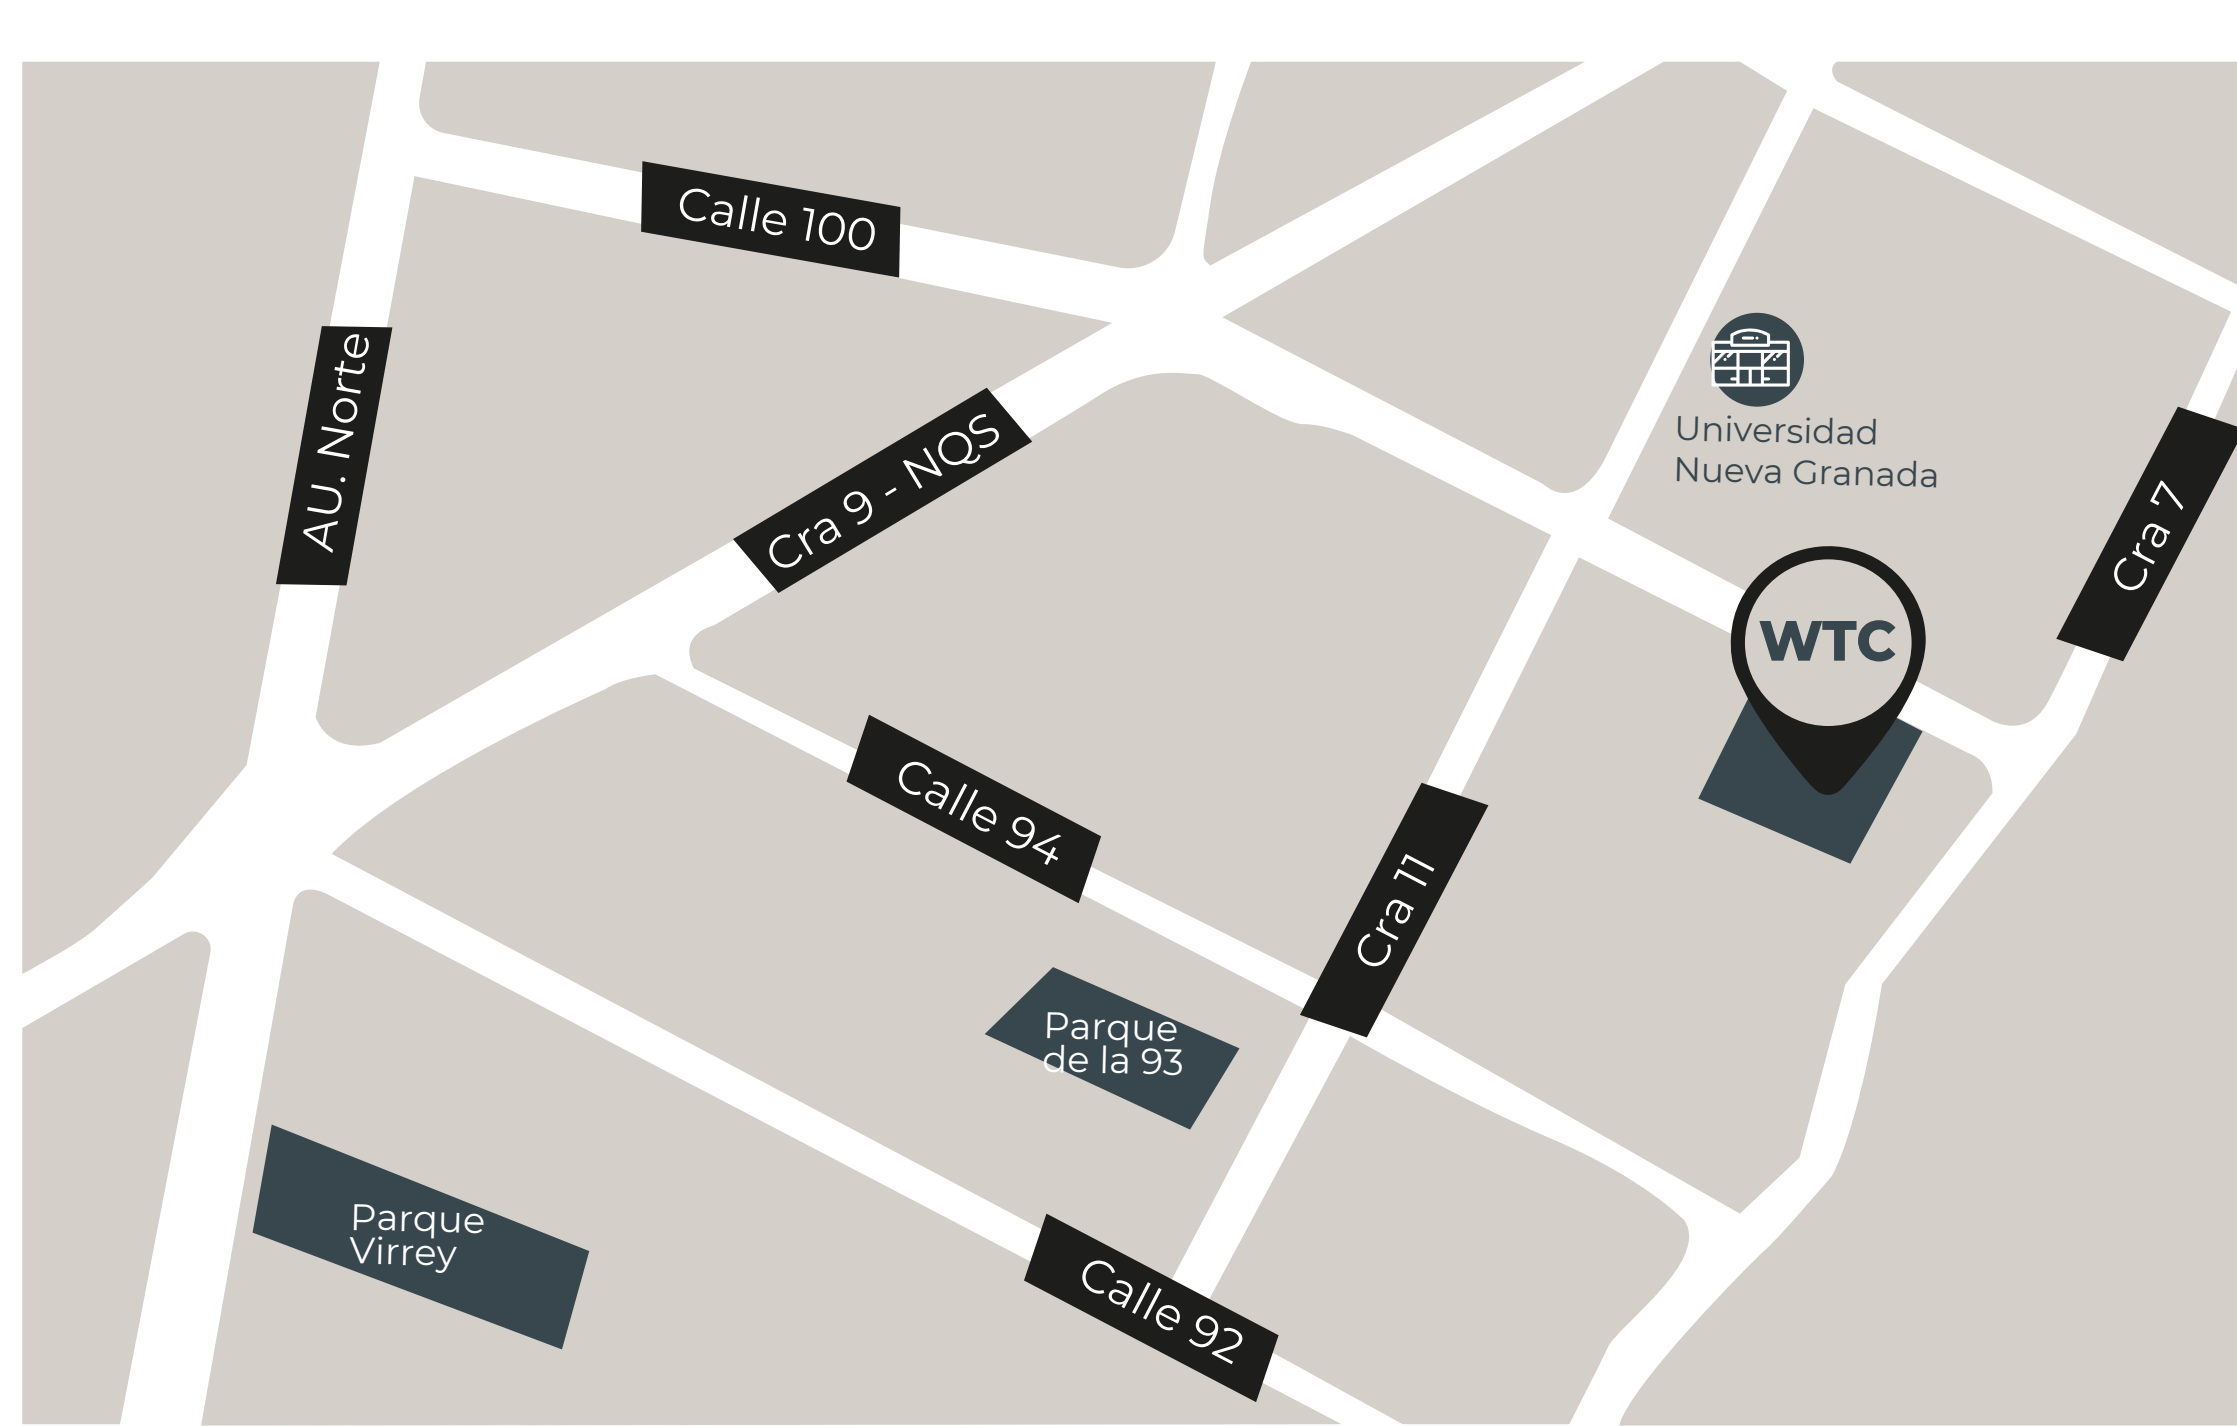 Calle 100
AU. Norte
Cra 9 - NQS
Universidad
Nueva Granada
Cra 7
WTC
Calle 94
Cra 11
Parque
de la 93
Parque
Virrey
Calle 92